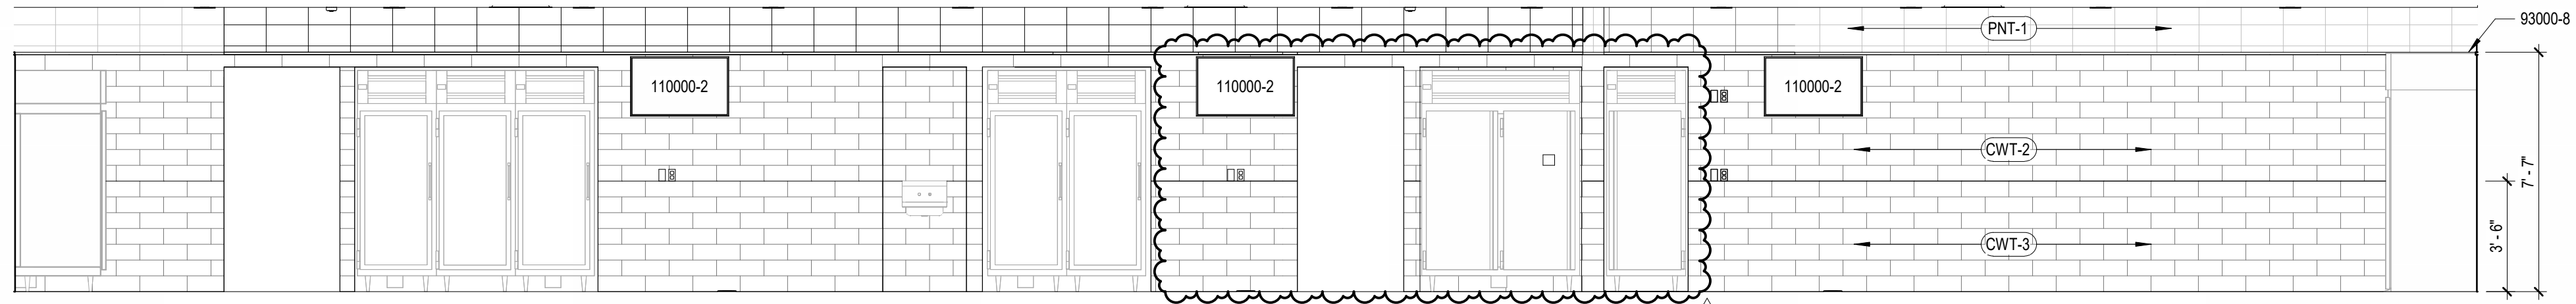 93000-8
PNT-1
110000-2
110000-2
110000-2
CWT-2
7' - 7"
3' - 6"
CWT-3